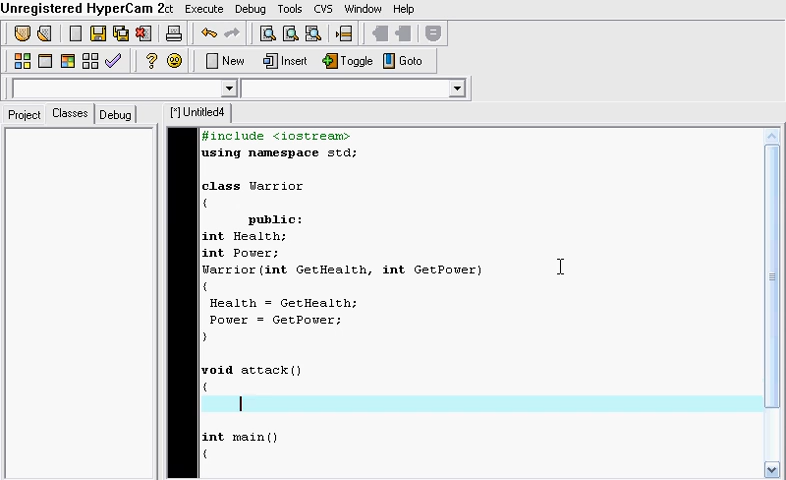 Unregistered HyperCam 2ct Execute Debug Tools CVS Window Help
New Insert Toggle Goto
Project Classes Debug
[*] Untitled4
#include <iostream>
using namespace std;
class Warrior
{
public:
int Health;
int Power;
Warrior(int GetHealth, int GetPower)
{
Health = GetHealth;
Power = GetPower;
}
void attack()
{
int main()
{